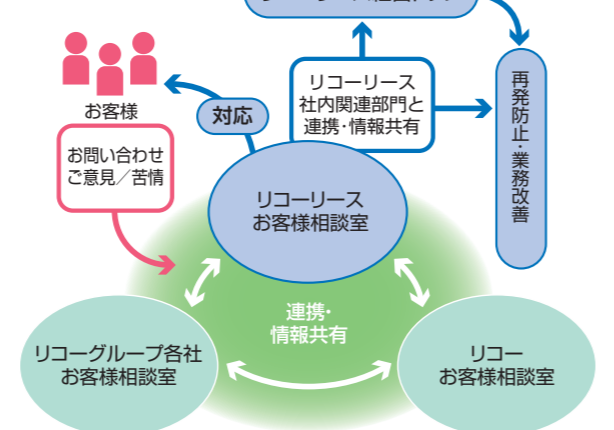 お客様
お問い合わせ
ご意見／苦情
対応
リコーリース
社内関連部門と
連携・情報共有
再発防止・業務改善
リコーリース
お客様相談室
連携・
情報共有
リコーグループ各社
お客様相談室
リコー
お客様相談室